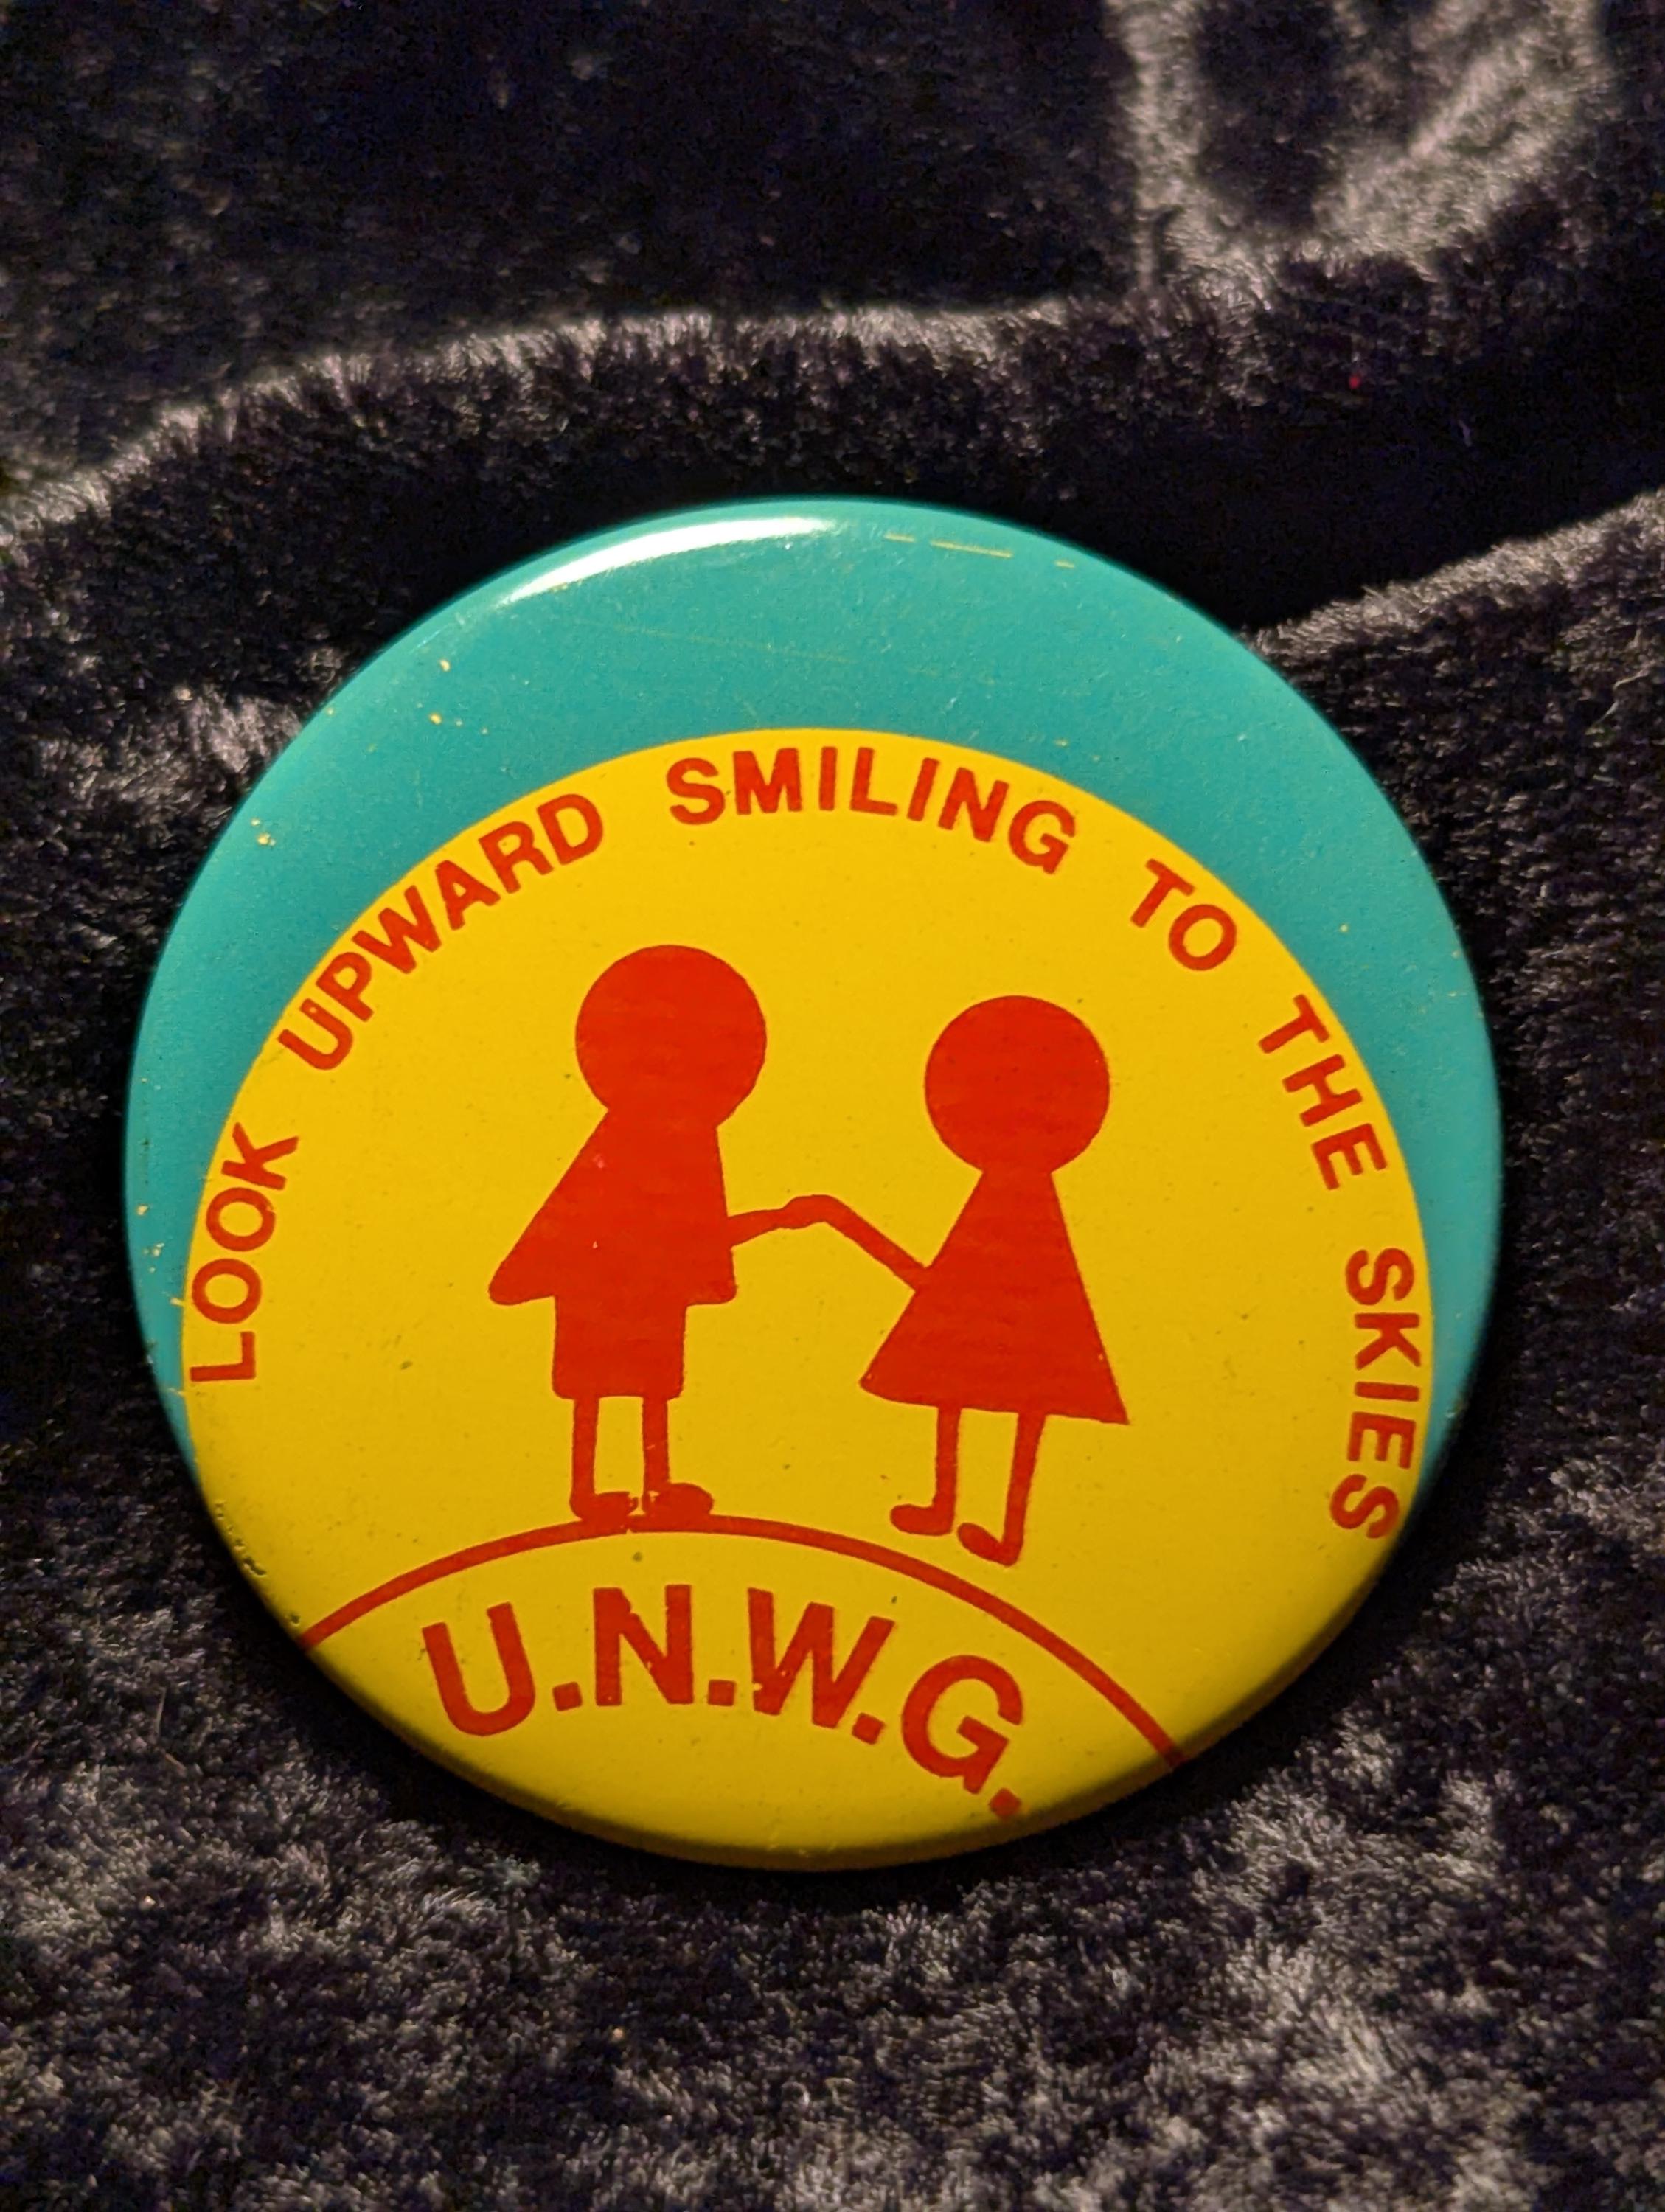 LOOK UPWARD SMILING TO THE SKIES
U.N.W.G.